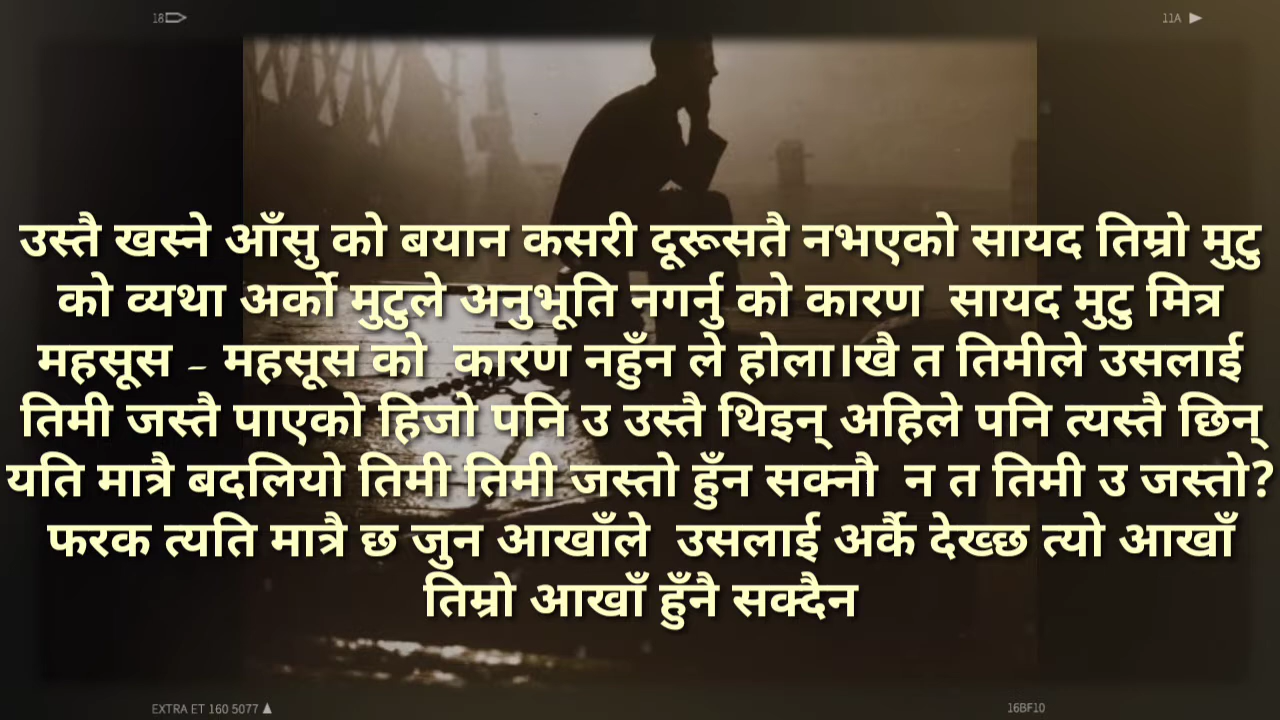 18
11A
उस्तै खस्ने आँसु को बयान कसरी दूरूसतै नभएको सायद तिम्रो मुटु
को व्यथा अर्को मुटुले अनुभूति नगर्नु को कारण सायद मुटु मित्र
महसूस - महसूस को कारण नहुँन ले होला।खै त तिमीले उसलाई
तिमी जस्तै पाएको हिजो पनि उ उस्तै थिइन् अहिले पनि त्यस्तै छिन्
यति मात्रै बदलियो तिमी तिमी जस्तो हुँन सक्नौ न त तिमी उ जस्तो?
फरक त्यति मात्रै छ जुन आखाँले उसलाई अर्कै देख्छ त्यो आखाँ
तिम्रो आखाँ हुँनै सक्दैन
EXTRA ET 160 5077
16BF10